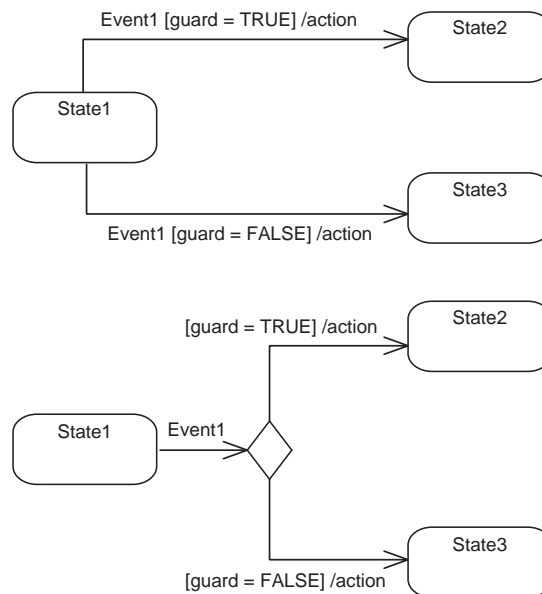 Event1 [guard = TRUE] /action
State2
State1
State3
Event1 [guard = FALSE] /action
State2
[guard = TRUE] /action
State1
Event1
State3
[guard = FALSE] /action